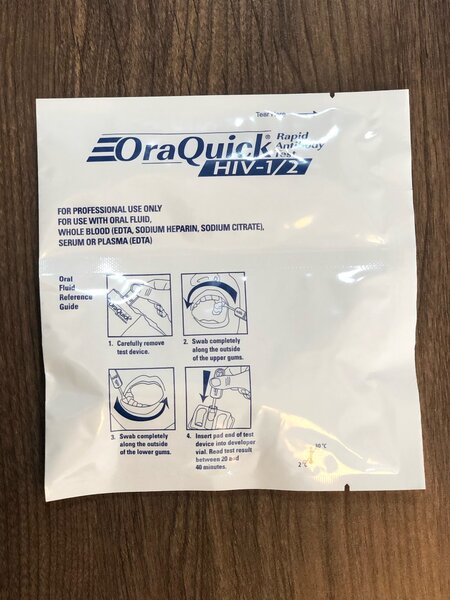 Tear Here
OraQuick® Rapid
Antibody
Test
HIV-1/2
FOR PROFESSIONAL USE ONLY
FOR USE WITH ORAL FLUID,
WHOLE BLOOD (EDTA, SODIUM HEPARIN, SODIUM CITRATE),
SERUM OR PLASMA (EDTA)
Oral
Fluid
Reference
Guide
OraQuick
1. Carefully remove
test device.
2. Swab completely
along the outside
of the upper gums.
3. Swab completely
along the outside
of the lower gums.
4. Insert pad end of test
device into developer
vial. Read test result
between 20 and
40 minutes.
2°C